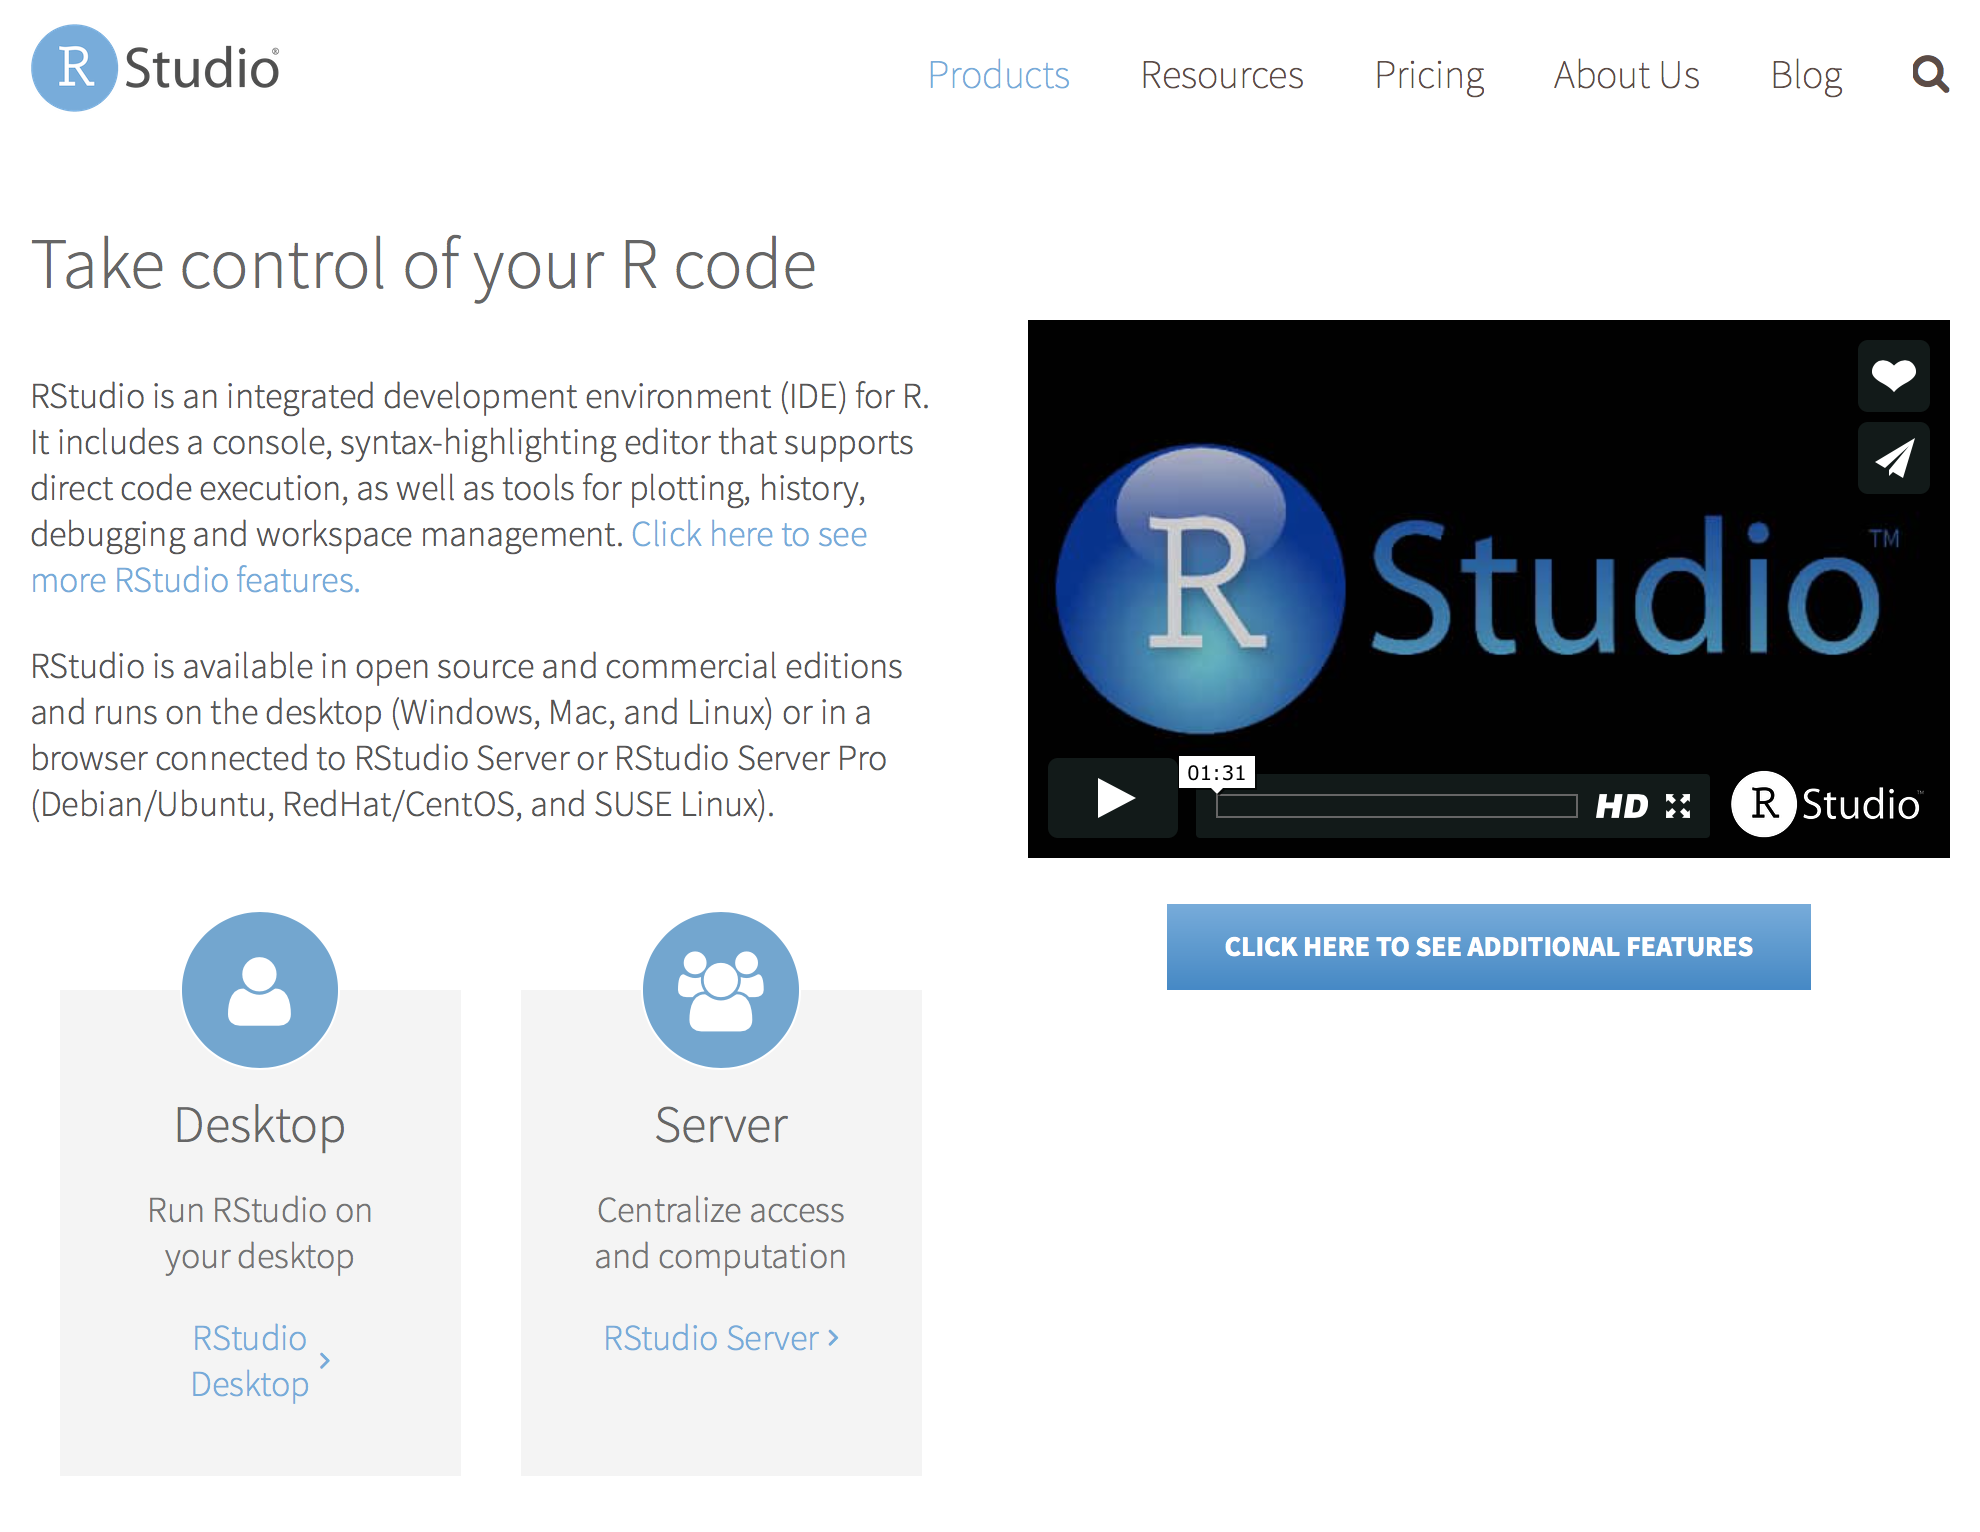 R Studio®
Products Resources Pricing About Us Blog
Take control of your R code
RStudio is an integrated development environment (IDE) for R.
It includes a console, syntax-highlighting editor that supports
direct code execution, as well as tools for plotting, history,
debugging and workspace management. Click here to see
more RStudio features.
RStudio is available in open source and commercial editions
and runs on the desktop (Windows, Mac, and Linux) or in a
browser connected to RStudio Server or RStudio Server Pro
(Debian/Ubuntu, RedHat/CentOS, and SUSE Linux).
R Studio™
01:31
HD
R Studio™
CLICK HERE TO SEE ADDITIONAL FEATURES
Desktop
Run RStudio on
your desktop
RStudio
Desktop
Server
Centralize access
and computation
RStudio Server